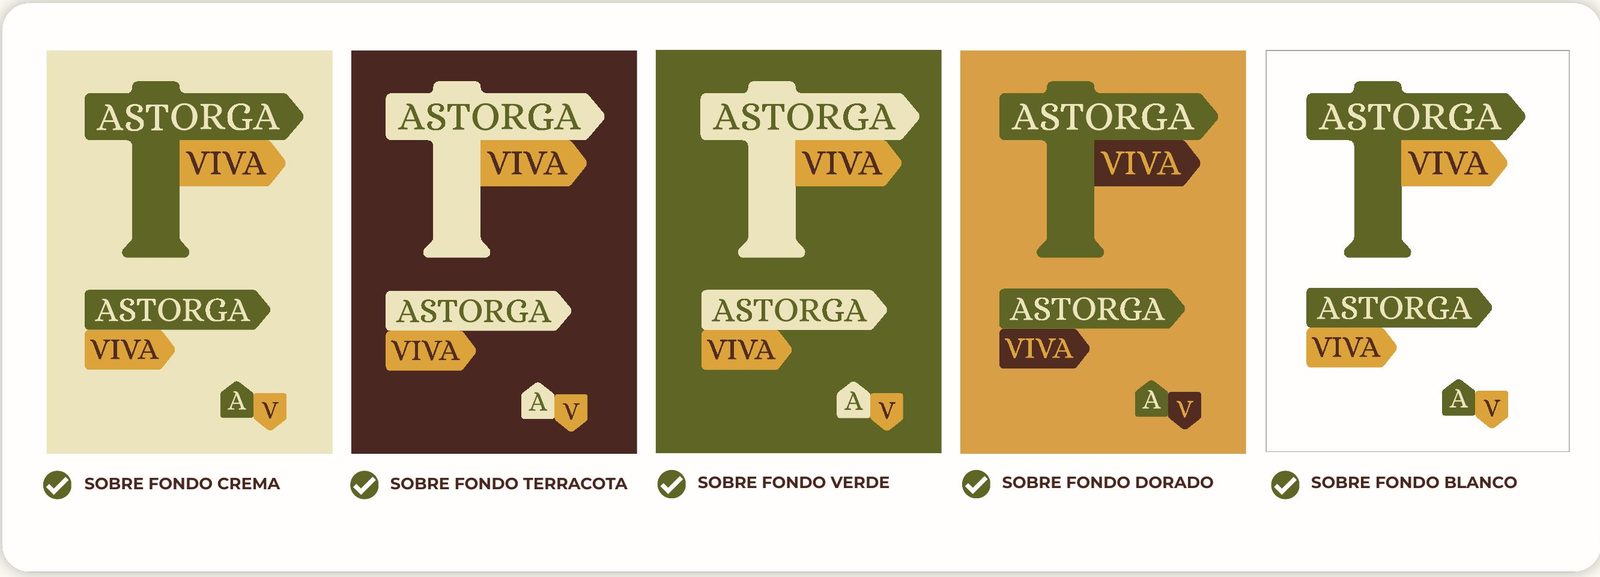 ASTORGA
VIVA
ASTORGA
VIVA
A V
SOBRE FONDO CREMA
ASTORGA
VIVA
ASTORGA
VIVA
A V
SOBRE FONDO TERRACOTA
ASTORGA
VIVA
ASTORGA
VIVA
A V
SOBRE FONDO VERDE
ASTORGA
VIVA
ASTORGA
VIVA
A V
SOBRE FONDO DORADO
ASTORGA
VIVA
ASTORGA
VIVA
A V
SOBRE FONDO BLANCO